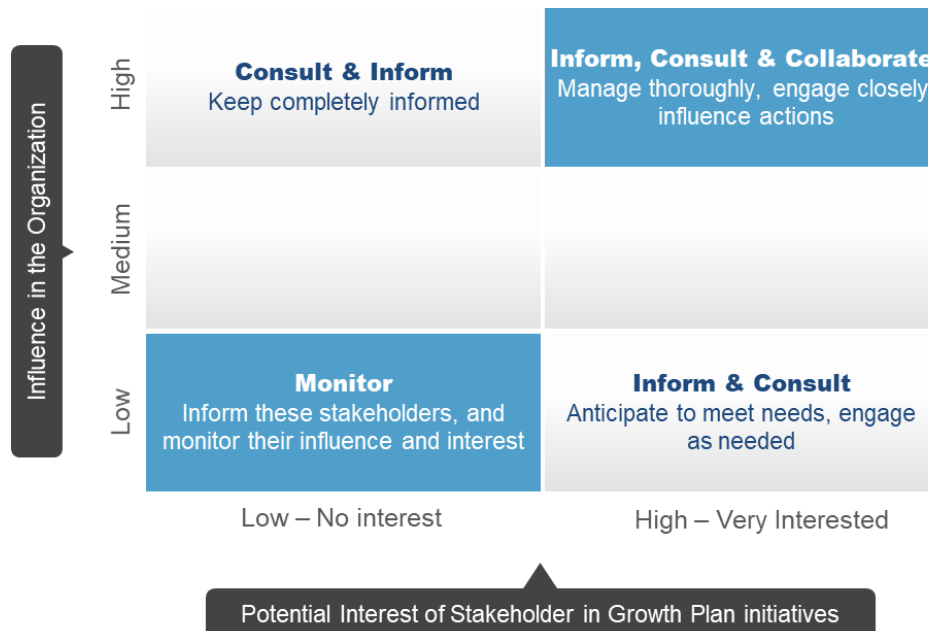 Influence in the Organization
High
Medium
Low
Consult & Inform
Keep completely informed
Inform, Consult & Collaborate
Manage thoroughly, engage closely
influence actions
Monitor
Inform these stakeholders, and
monitor their influence and interest
Inform & Consult
Anticipate to meet needs, engage
as needed
Low – No interest
High – Very Interested
Potential Interest of Stakeholder in Growth Plan initiatives